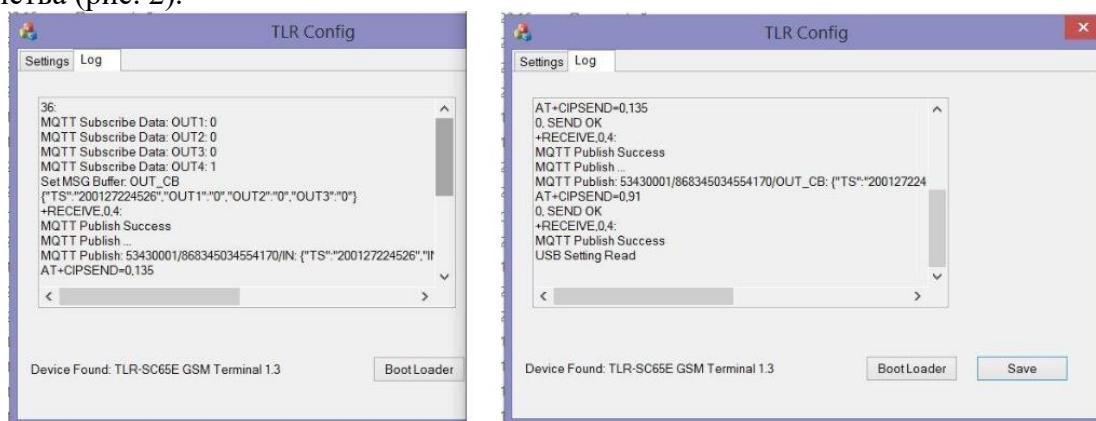 (рис. 2).
TLR Config
Settings Log
36:
MQTT Subscribe Data: OUT1: 0
MQTT Subscribe Data: OUT2: 0
MQTT Subscribe Data: OUT3: 0
MQTT Subscribe Data: OUT4: 1
Set MSG Buffer: OUT_CB
{"TS":"200127224526","OUT1":"0","OUT2":"0","OUT3":"0"}
+RECEIVE,0,4:
MQTT Publish Success
MQTT Publish ...
MQTT Publish: 53430001/868345034554170/IN: {"TS":"200127224526","IN
AT+CIPSEND=0,135
Device Found: TLR-SC65E GSM Terminal 1.3
BootLoader
TLR Config
Settings Log
AT+CIPSEND=0,135
0, SEND OK
+RECEIVE,0,4:
MQTT Publish Success
MQTT Publish ...
MQTT Publish: 53430001/868345034554170/OUT_CB: {"TS":"200127224
AT+CIPSEND=0,91
0, SEND OK
+RECEIVE,0,4:
MQTT Publish Success
USB Setting Read
Device Found: TLR-SC65E GSM Terminal 1.3
BootLoader
Save